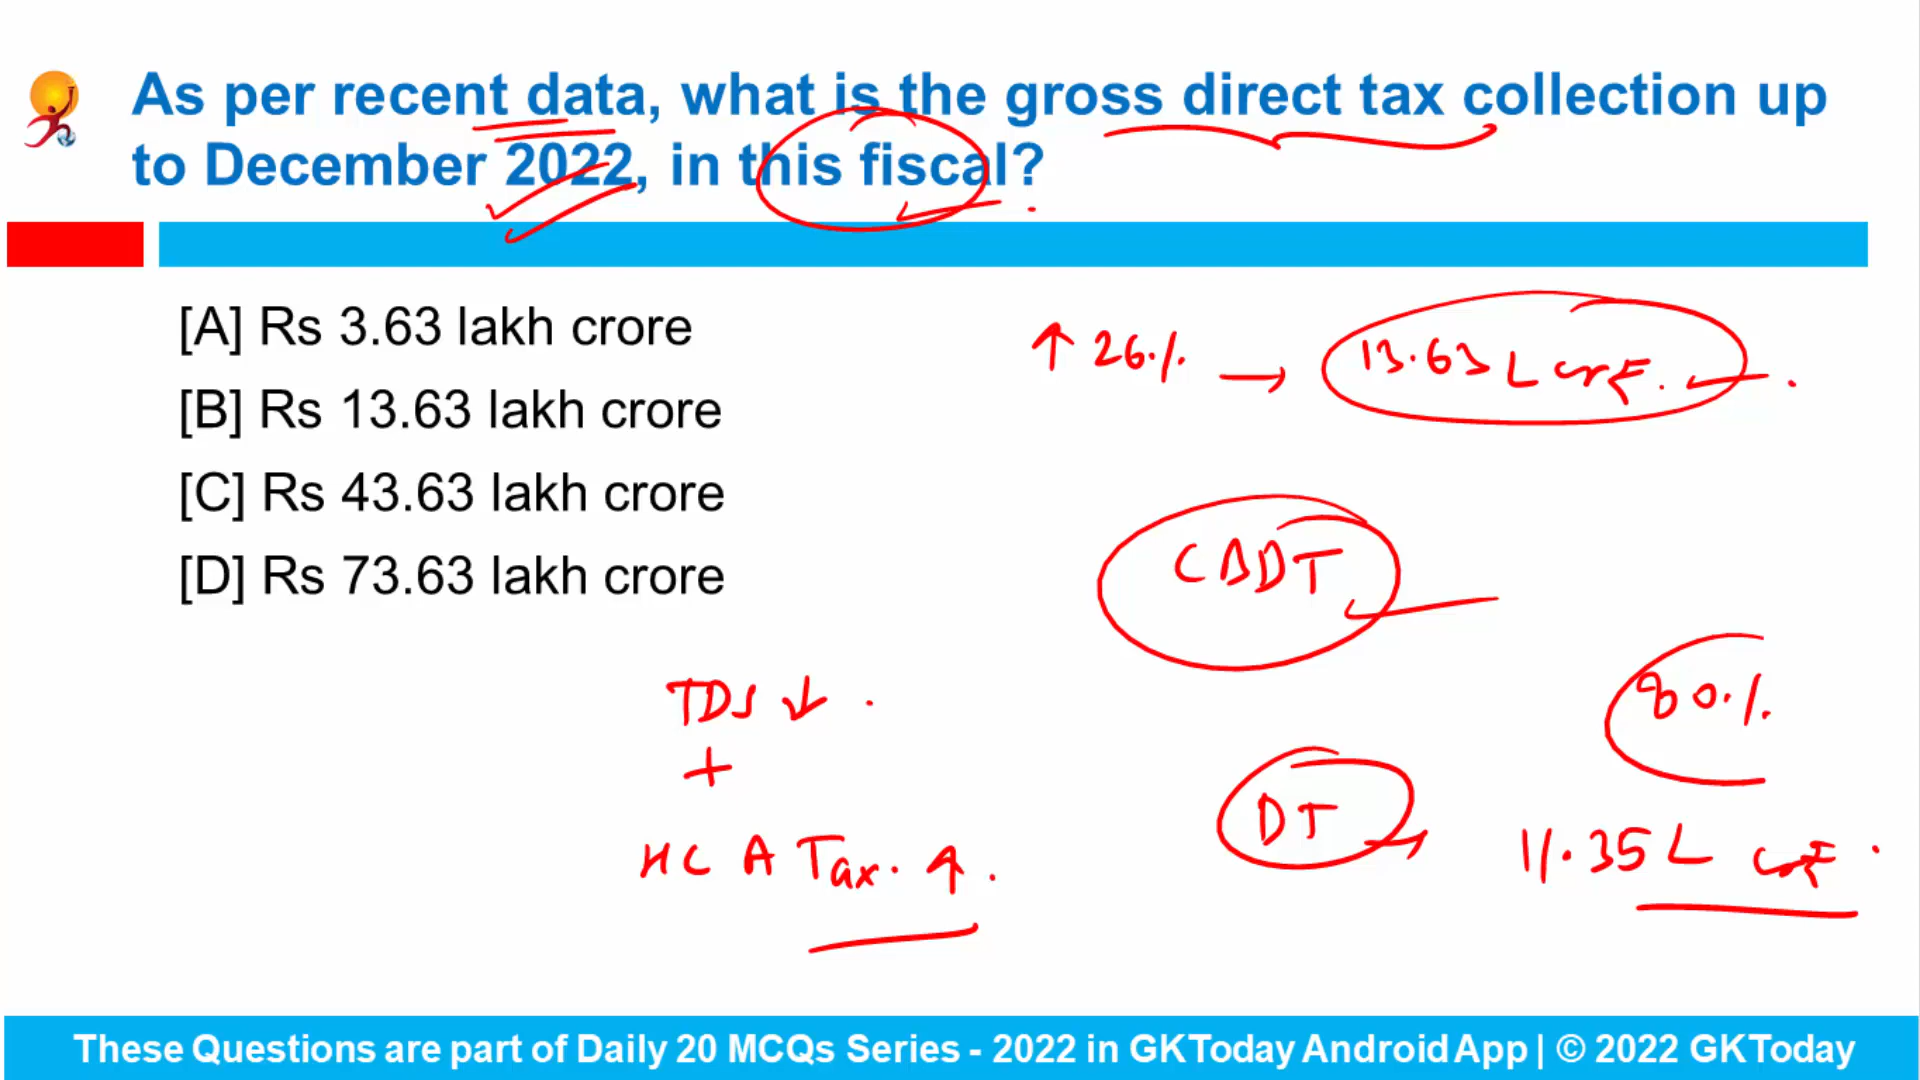 As per recent data, what is the gross direct tax collection up
to December 2022, in this fiscal?
[A] Rs 3.63 lakh crore
[B] Rs 13.63 lakh crore
[C] Rs 43.63 lakh crore
[D] Rs 73.63 lakh crore
↑ 26% → 13.63 L
CBDT
TDS ↓
+
HC A Tax. ↑
80%
DT → 11.35 L
These Questions are part of Daily 20 MCQs Series - 2022 in GKToday Android App | © 2022 GKToday